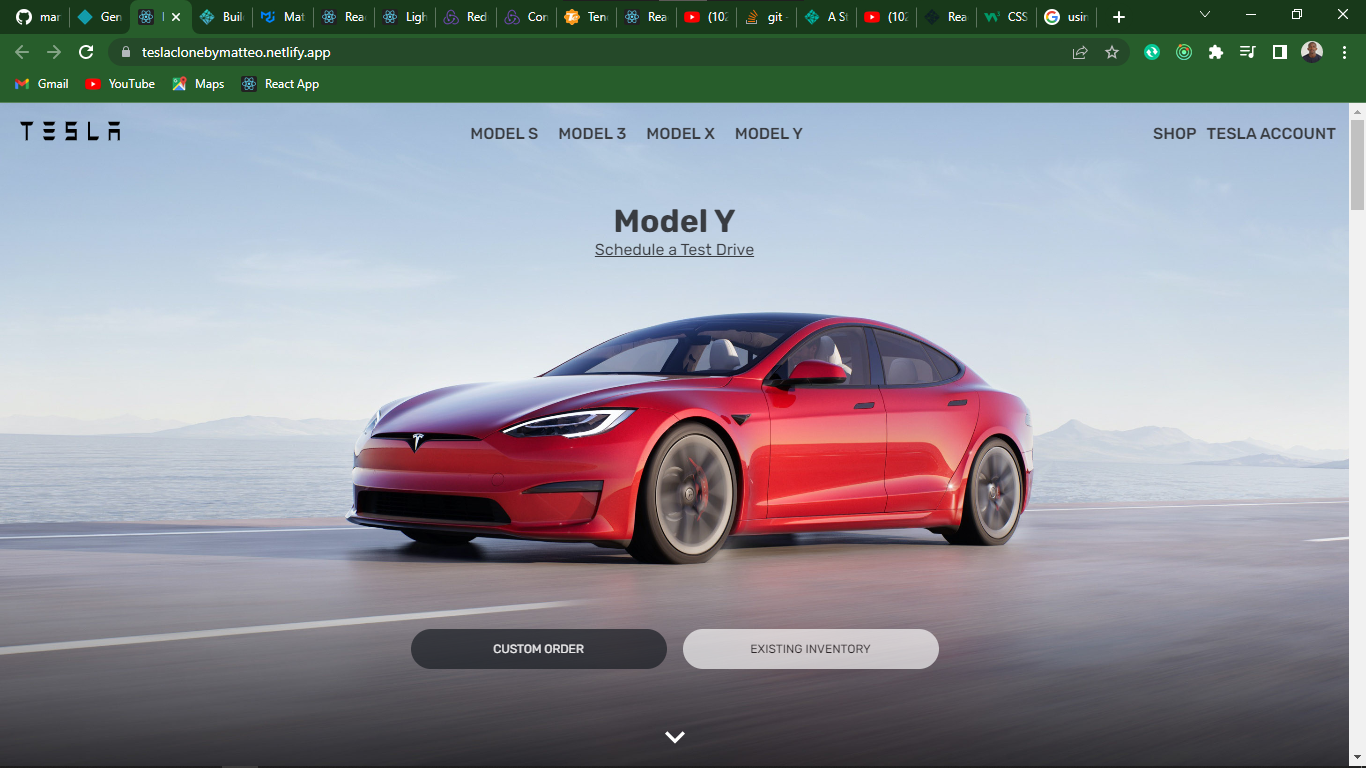 mar
Gen
Buil
Mat
Rea
Ligh
Red
Con
Ten
Rea
(102
git
A St
(102
Rea
CSS
usin
teslaclonebymatteo.netlify.app
Gmail YouTube Maps React App
TESLA
MODEL S MODEL 3 MODEL X MODEL Y
SHOP TESLA ACCOUNT
Model Y
Schedule a Test Drive
CUSTOM ORDER EXISTING INVENTORY